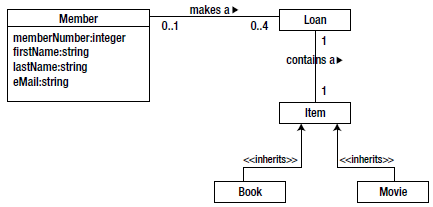 Member
memberNumber:integer
firstName:string
lastName:string
eMail:string
makes a
0..1
0..4
Loan
1
contains a
1
Item
<<inherits>>
<<inherits>>
Book
Movie